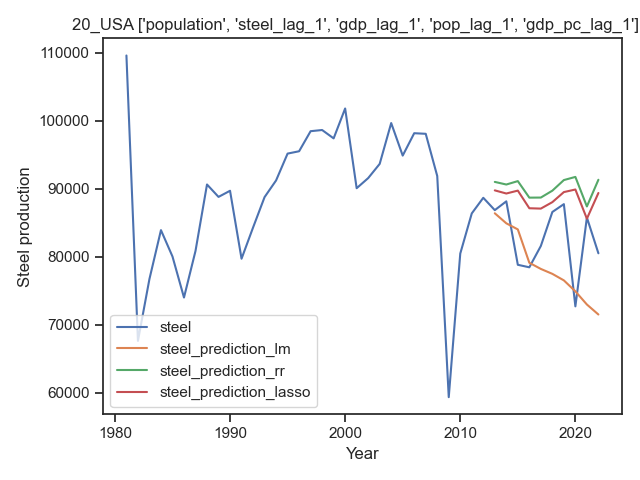 20_USA ['population', 'steel_lag_1', 'gdp_lag_1', 'pop_lag_1', 'gdp_pc_lag_1']
110000
100000
90000
80000
70000
60000
Steel production
steel
steel_prediction_lm
steel_prediction_rr
steel_prediction_lasso
1980 1990 2000 2010 2020
Year